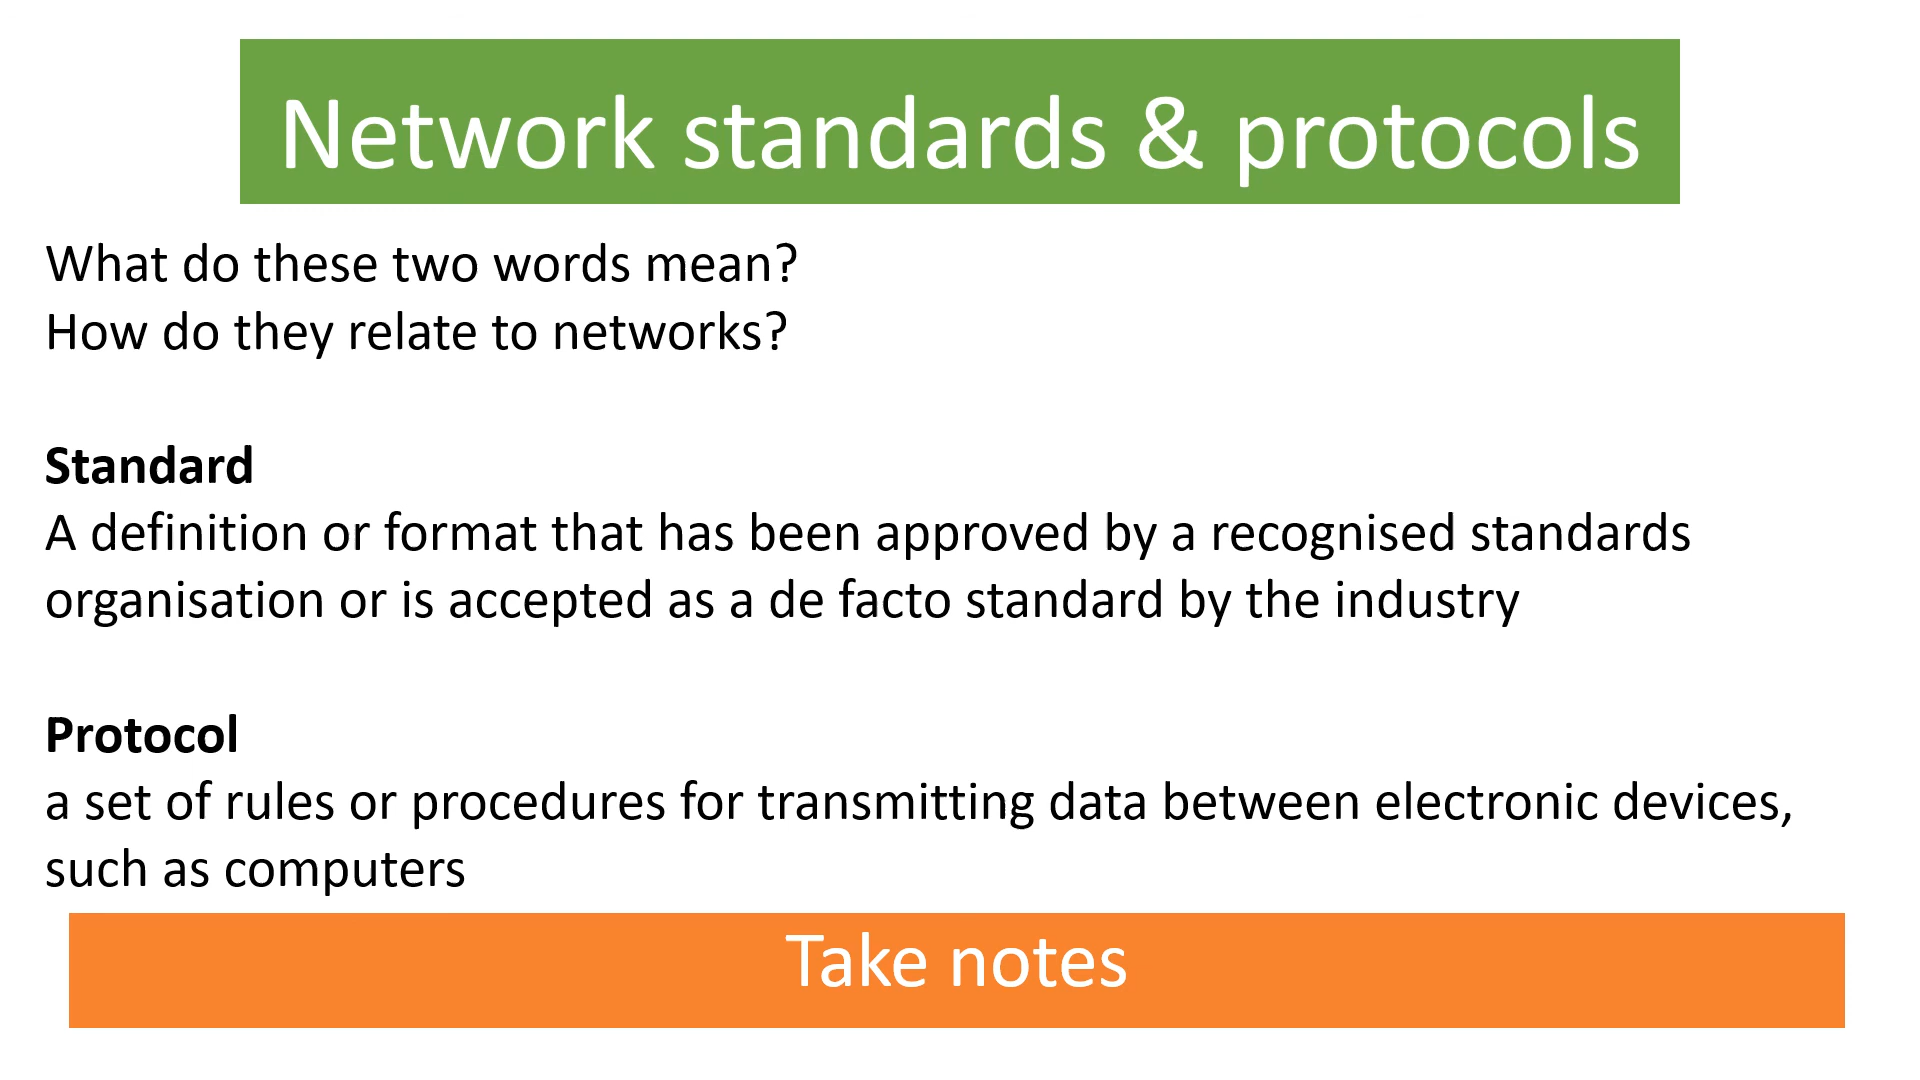 Network standards & protocols
What do these two words mean?
How do they relate to networks?
Standard
A definition or format that has been approved by a recognised standards
organisation or is accepted as a de facto standard by the industry
Protocol
a set of rules or procedures for transmitting data between electronic devices,
such as computers
Take notes